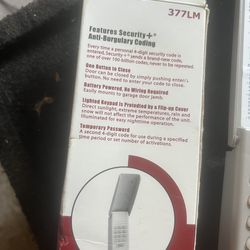 377LM
Features Security+®
Anti-Burgulary Coding
Every time a personal 4-digit security code is
entered, Security+® sends a brand-new code,
one of over 100 billion codes, never to be repeated.
One Button to Close
Door can be closed by simply pushing enter/s
button. No need to enter your code to close.
Battery Powered, No Wiring Required
Easily mounts to garage door jamb.
Lighted Keypad is Protected by a Flip-up Cover
Direct sunlight, extreme temperatures, rain and
snow will not affect the performance of the unit.
Illuminated for easy nighttime operation.
Temporary Password
A second 4-digit code for use during a specified
time period or set number of activations.